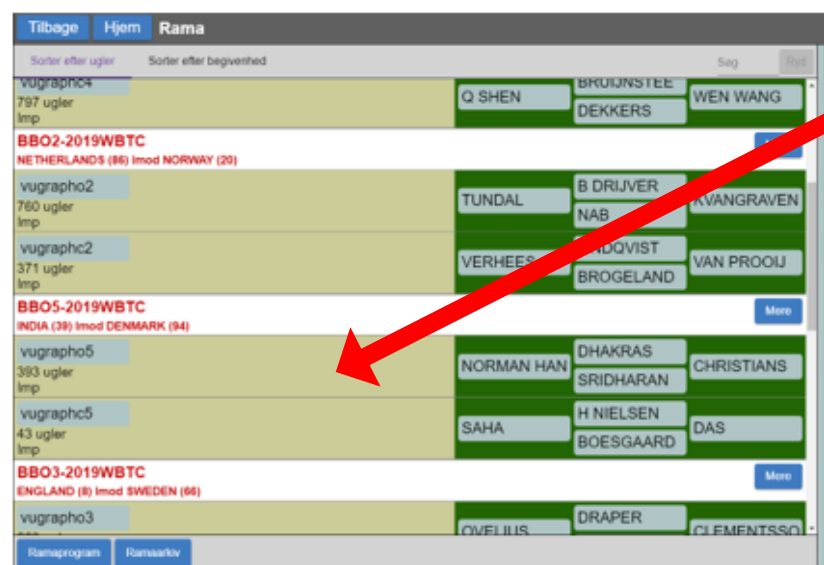 Tilbage Hjem Rama
Sorter efter ugler Sorter efter begivenhed Søg Ryd
vugraphc4 BRUIJNSTEE
797 ugler Q SHEN WEN WANG
Imp DEKKERS
BBO2-2019WBTC
NETHERLANDS (86) Imod NORWAY (20)
vugrapho2 B DRIJVER
760 ugler TUNDAL KVANGRAVEN
Imp NAB
vugraphc2
371 ugler VERHEES VAN PROOIJ
Imp BROGELAND
BBO5-2019WBTC Mere
INDIA (39) Imod DENMARK (94)
vugrapho5 DHAKRAS
393 ugler NORMAN HAN CHRISTIANS
Imp SRIDHARAN
vugraphc5 H NIELSEN
43 ugler SAHA DAS
Imp BOESGAARD
BBO3-2019WBTC Mere
ENGLAND (8) Imod SWEDEN (66)
vugrapho3 DRAPER
OVELIUS CLEMENTSSO
Ramaprogram Ramaarkiv